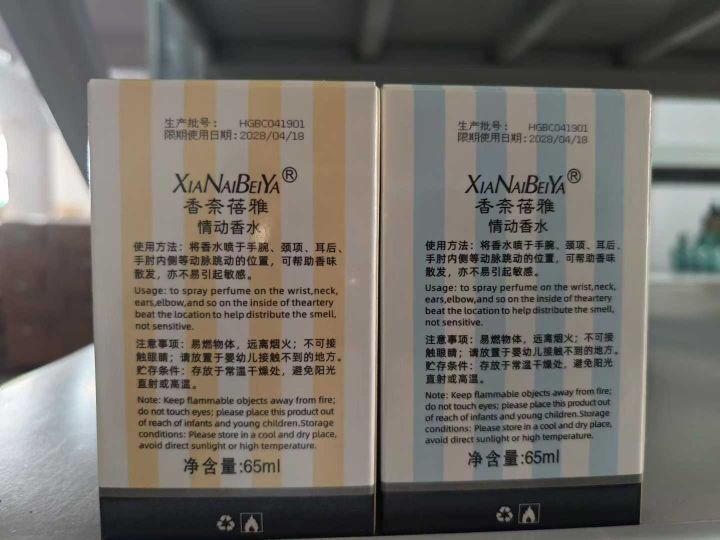 生产批号： HGBC041901
限期使用日期：2028/04/18
XIANAIBEIYA®
香奈蓓雅
情动香水
使用方法：将香水喷于手腕、颈项、耳后、
手肘内侧等动脉跳动的位置，可帮助香味
散发，亦不易引起敏感。
Usage: to spray perfume on the wrist,neck,
ears,elbow,and so on the inside of theartery
beat the location to help distribute the smell,
not sensitive.
注意事项：易燃物体，远离烟火；不可接
触眼睛；请放置于婴幼儿接触不到的地方。
贮存条件：存放于常温干燥处，避免阳光
直射或高温。
Note: Keep flammable objects away from fire;
do not touch eyes; please place this product out
of reach of infants and young children.Storage
conditions: Please store in a cool and dry place,
avoid direct sunlight or high temperature.
净含量:65ml
生产批号： HGBC041901
限期使用日期：2028/04/18
XIANAIBEIYA®
香奈蓓雅
情动香水
使用方法：将香水喷于手腕、颈项、耳后、
手肘内侧等动脉跳动的位置，可帮助香味
散发，亦不易引起敏感。
Usage: to spray perfume on the wrist,neck,
ears,elbow,and so on the inside of theartery
beat the location to help distribute the smell,
not sensitive.
注意事项：易燃物体，远离烟火；不可接
触眼睛；请放置于婴幼儿接触不到的地方。
贮存条件：存放于常温干燥处，避免阳光
直射或高温。
Note: Keep flammable objects away from fire;
do not touch eyes; please place this product out
of reach of infants and young children.Storage
conditions: Please store in a cool and dry place,
avoid direct sunlight or high temperature.
净含量:65ml